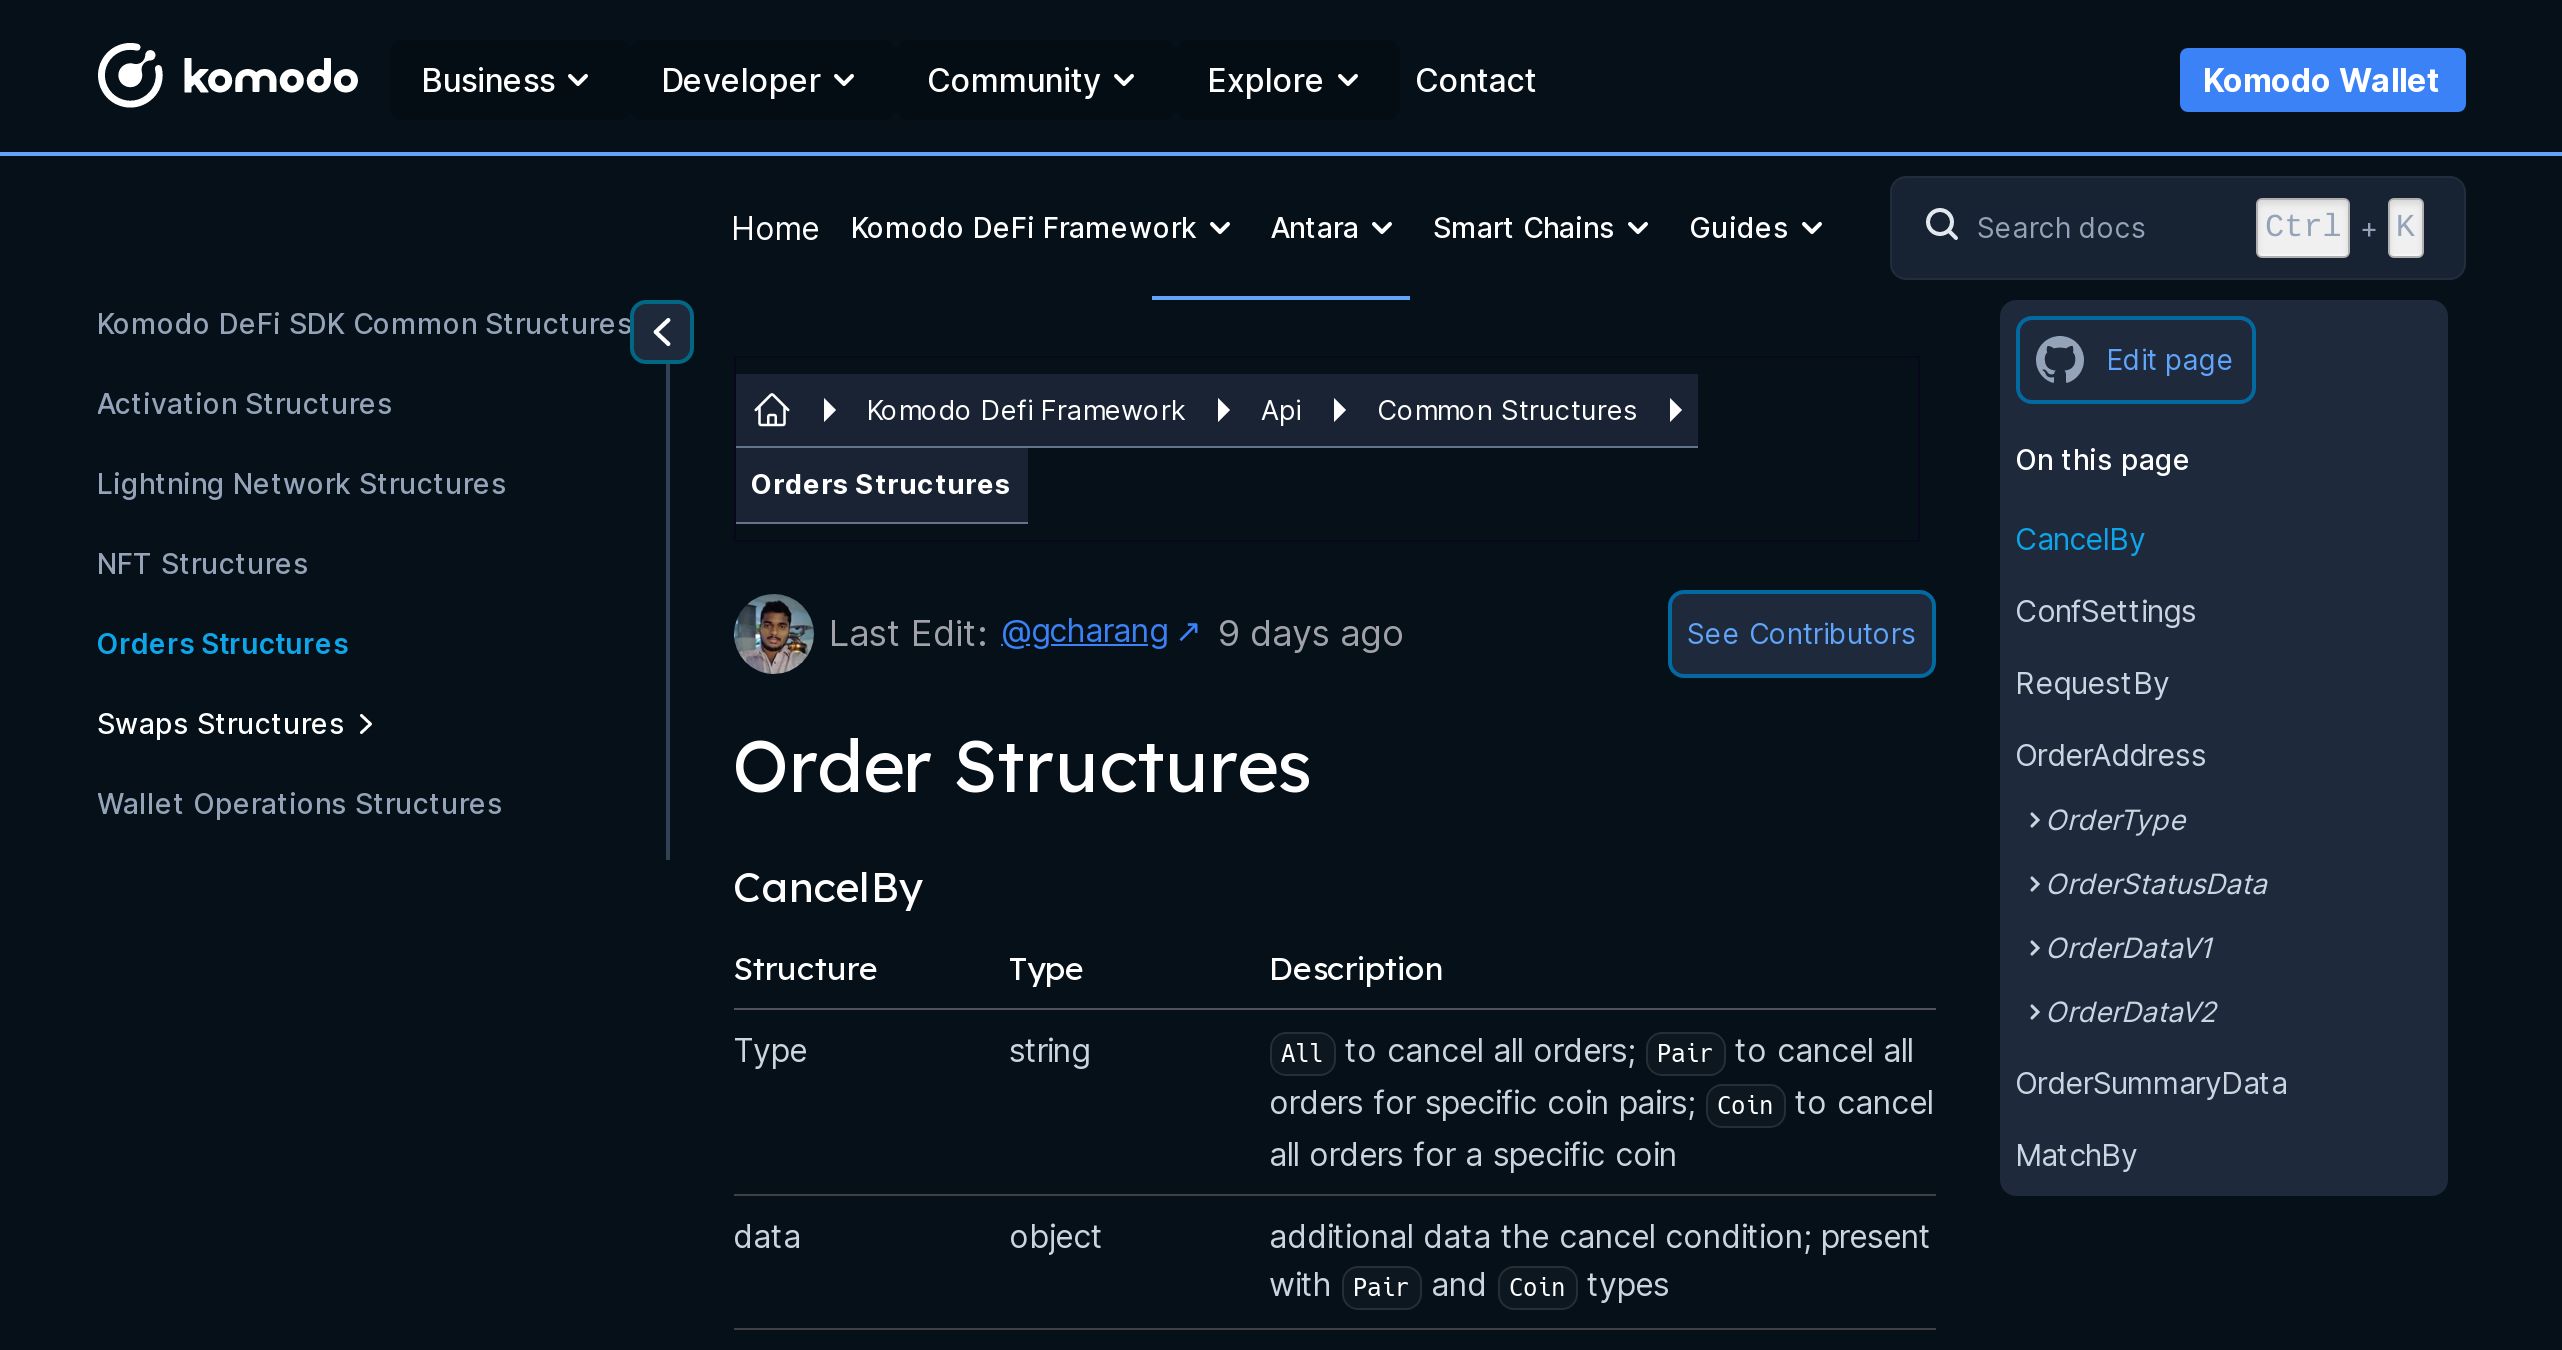 komodo Business Developer Community Explore Contact Komodo Wallet
Home Komodo DeFi Framework Antara Smart Chains Guides Search docs Ctrl + K
Komodo DeFi SDK Common Structures
Activation Structures
Lightning Network Structures
NFT Structures
Orders Structures
Swaps Structures
Wallet Operations Structures
Komodo Defi Framework Api Common Structures
Orders Structures
Last Edit: @gcharang ↗ 9 days ago See Contributors
Order Structures
CancelBy
Structure Type Description
Type string All to cancel all orders; Pair to cancel all
orders for specific coin pairs; Coin to cancel
all orders for a specific coin
data object additional data the cancel condition; present
with Pair and Coin types
Edit page
On this page
CancelBy
ConfSettings
RequestBy
OrderAddress
OrderType
OrderStatusData
OrderDataV1
OrderDataV2
OrderSummaryData
MatchBy